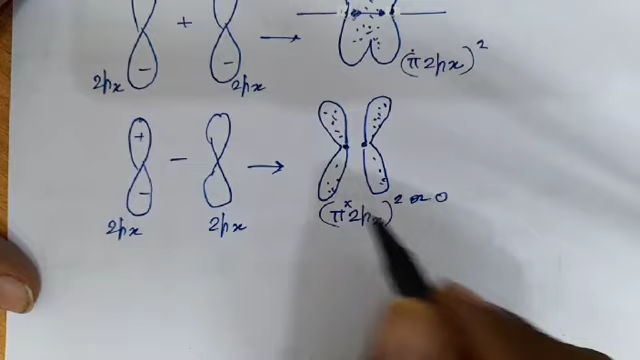 + →
− −
2px 2px (π2px)²
+
− − →
2px 2px (π*2px)² or 0